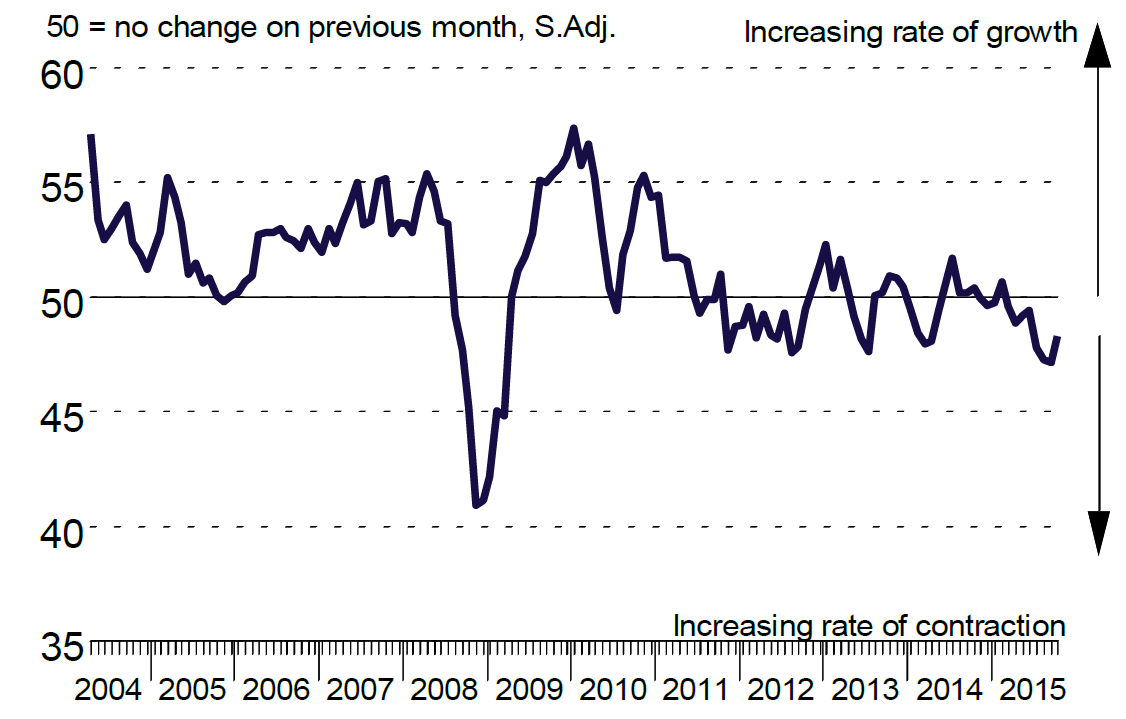 50 = no change on previous month, S.Adj.
Increasing rate of growth
60
55
50
45
40
Increasing rate of contraction
35
2004 2005 2006 2007 2008 2009 2010 2011 2012 2013 2014 2015